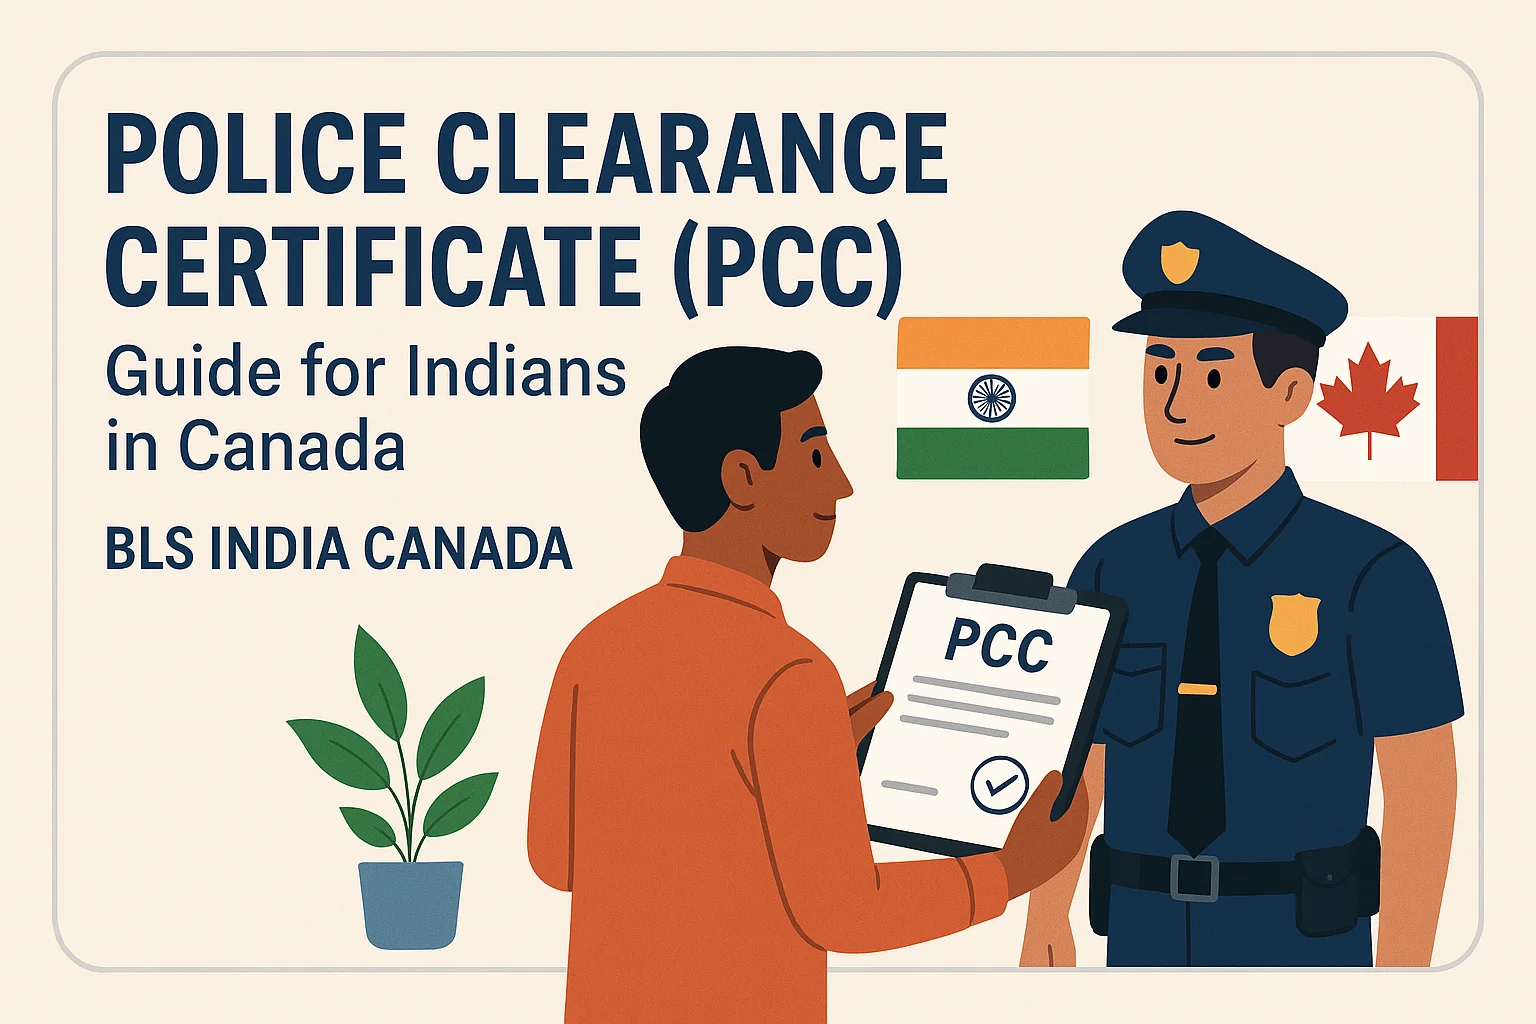 POLICE CLEARANCE
CERTIFICATE (PCC)
Guide for Indians
in Canada
BLS INDIA CANADA
PCC